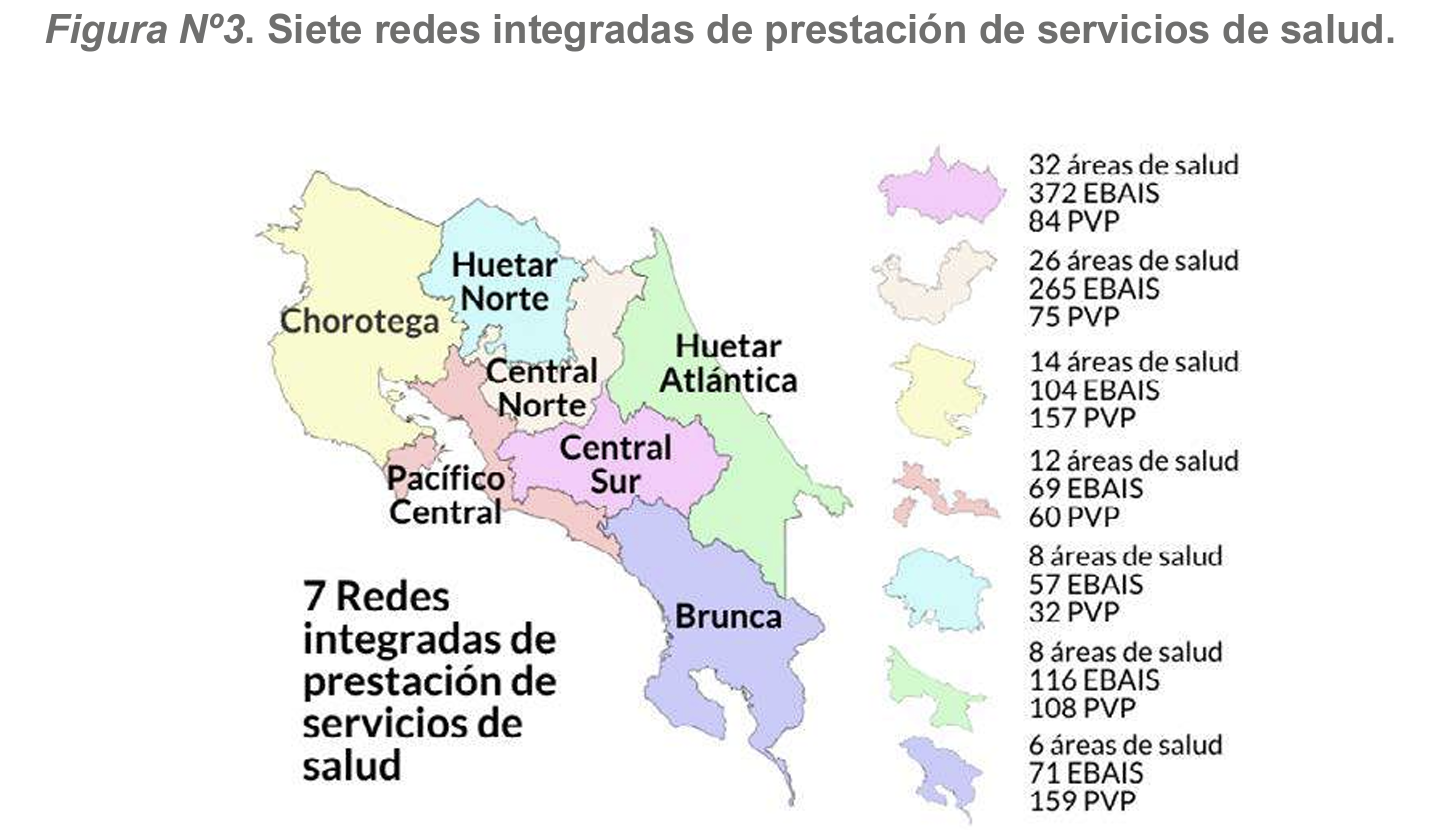 Figura Nº3. Siete redes integradas de prestación de servicios de salud.
Huetar
Norte
Chorotega
Central
Norte
Huetar
Atlántica
Central
Sur
Pacífico
Central
Brunca
7 Redes
integradas de
prestación de
servicios de
salud
32 áreas de salud
372 EBAIS
84 PVP
26 áreas de salud
265 EBAIS
75 PVP
14 áreas de salud
104 EBAIS
157 PVP
12 áreas de salud
69 EBAIS
60 PVP
8 áreas de salud
57 EBAIS
32 PVP
8 áreas de salud
116 EBAIS
108 PVP
6 áreas de salud
71 EBAIS
159 PVP